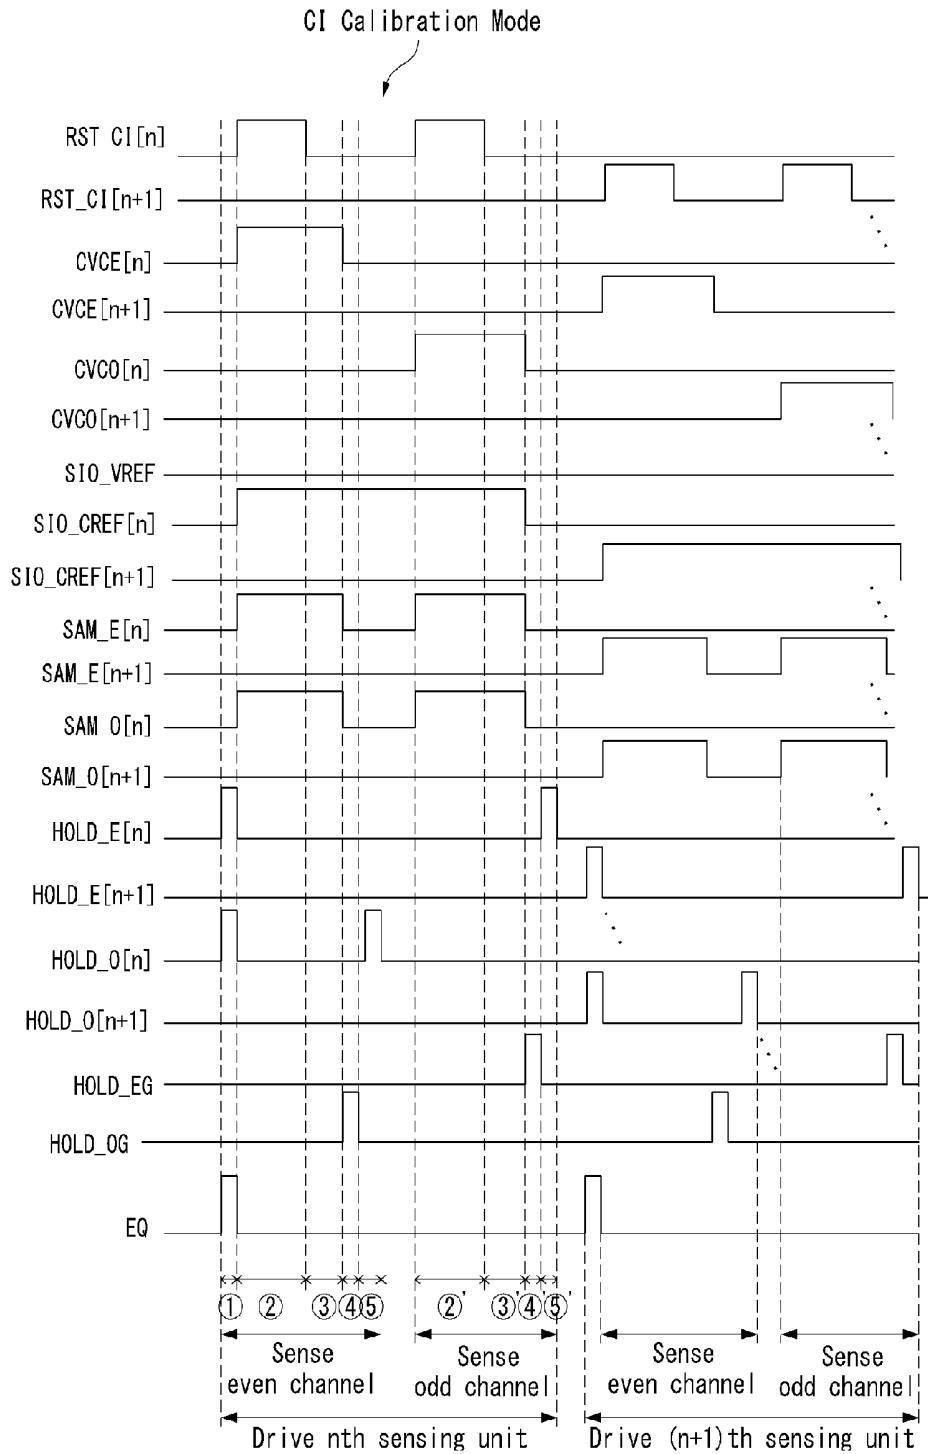 CI Calibration Mode
RST CI[n]
RST_CI[n+1]
CVCE[n]
CVCE[n+1]
CVCO[n]
CVCO[n+1]
SIO_VREF
SIO_CREF[n]
SIO_CREF[n+1]
SAM_E[n]
SAM_E[n+1]
SAM O[n]
SAM_O[n+1]
HOLD_E[n]
HOLD_E[n+1]
HOLD_O[n]
HOLD_O[n+1]
HOLD_EG
HOLD_OG
EQ
① ② ③ ④ ⑤ ②' ③' ④' ⑤'
Sense even channel
Sense odd channel
Sense even channel
Sense odd channel
Drive nth sensing unit
Drive (n+1)th sensing unit